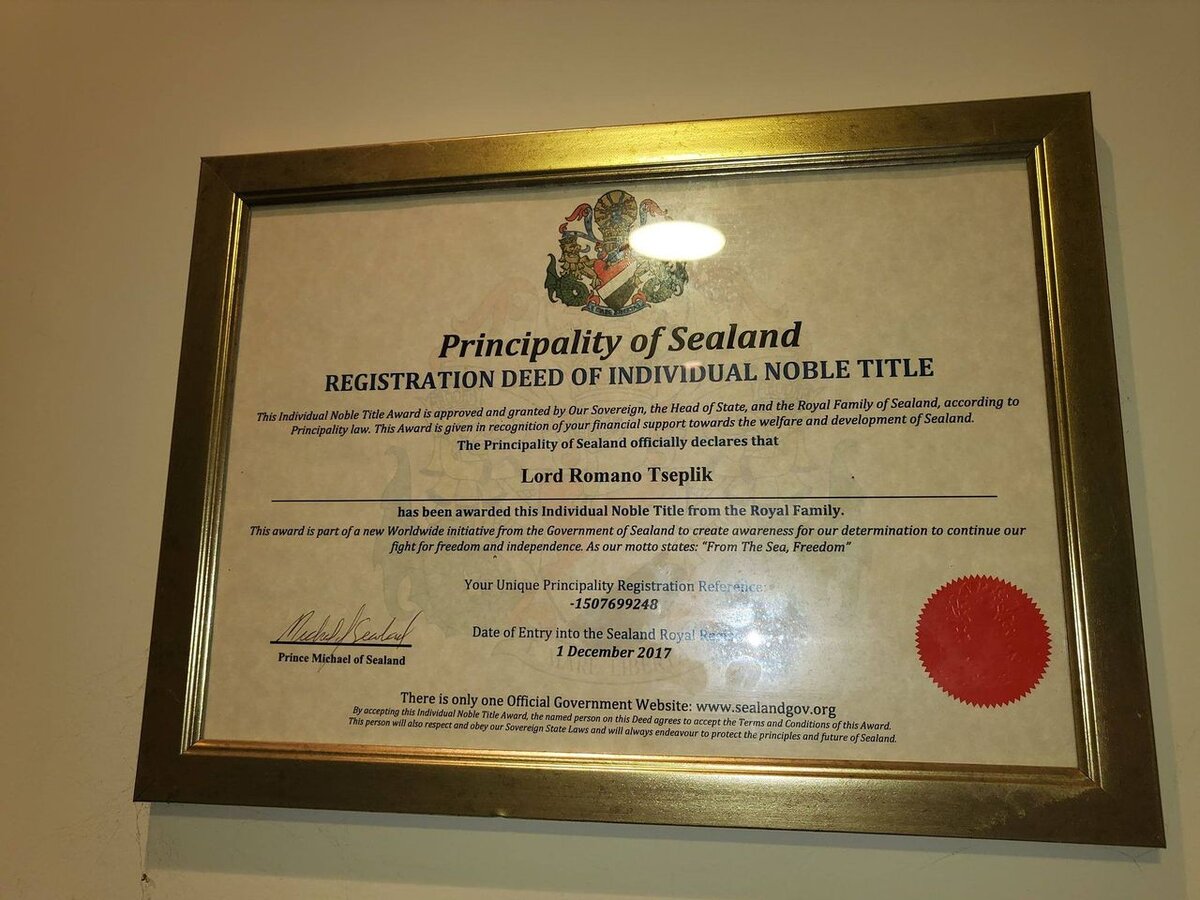 Principality of Sealand
REGISTRATION DEED OF INDIVIDUAL NOBLE TITLE
This Individual Noble Title Award is approved and granted by Our Sovereign, the Head of State, and the Royal Family of Sealand, according to
Principality law. This Award is given in recognition of your financial support towards the welfare and development of Sealand.
The Principality of Sealand officially declares that
Lord Romano Tseplik
has been awarded this Individual Noble Title from the Royal Family.
This award is part of a new Worldwide initiative from the Government of Sealand to create awareness for our determination to continue our
fight for freedom and independence. As our motto states: “From The Sea, Freedom”
Your Unique Principality Registration Reference:
-1507699248
Date of Entry into the Sealand Royal
1 December 2017
Michael Sealand
Prince Michael of Sealand
There is only one Official Government Website: www.sealandgov.org
By accepting this Individual Noble Title Award, the named person on this Deed agrees to accept the Terms and Conditions of this Award.
This person will also respect and obey our Sovereign State Laws and will always endeavour to protect the principles and future of Sealand.